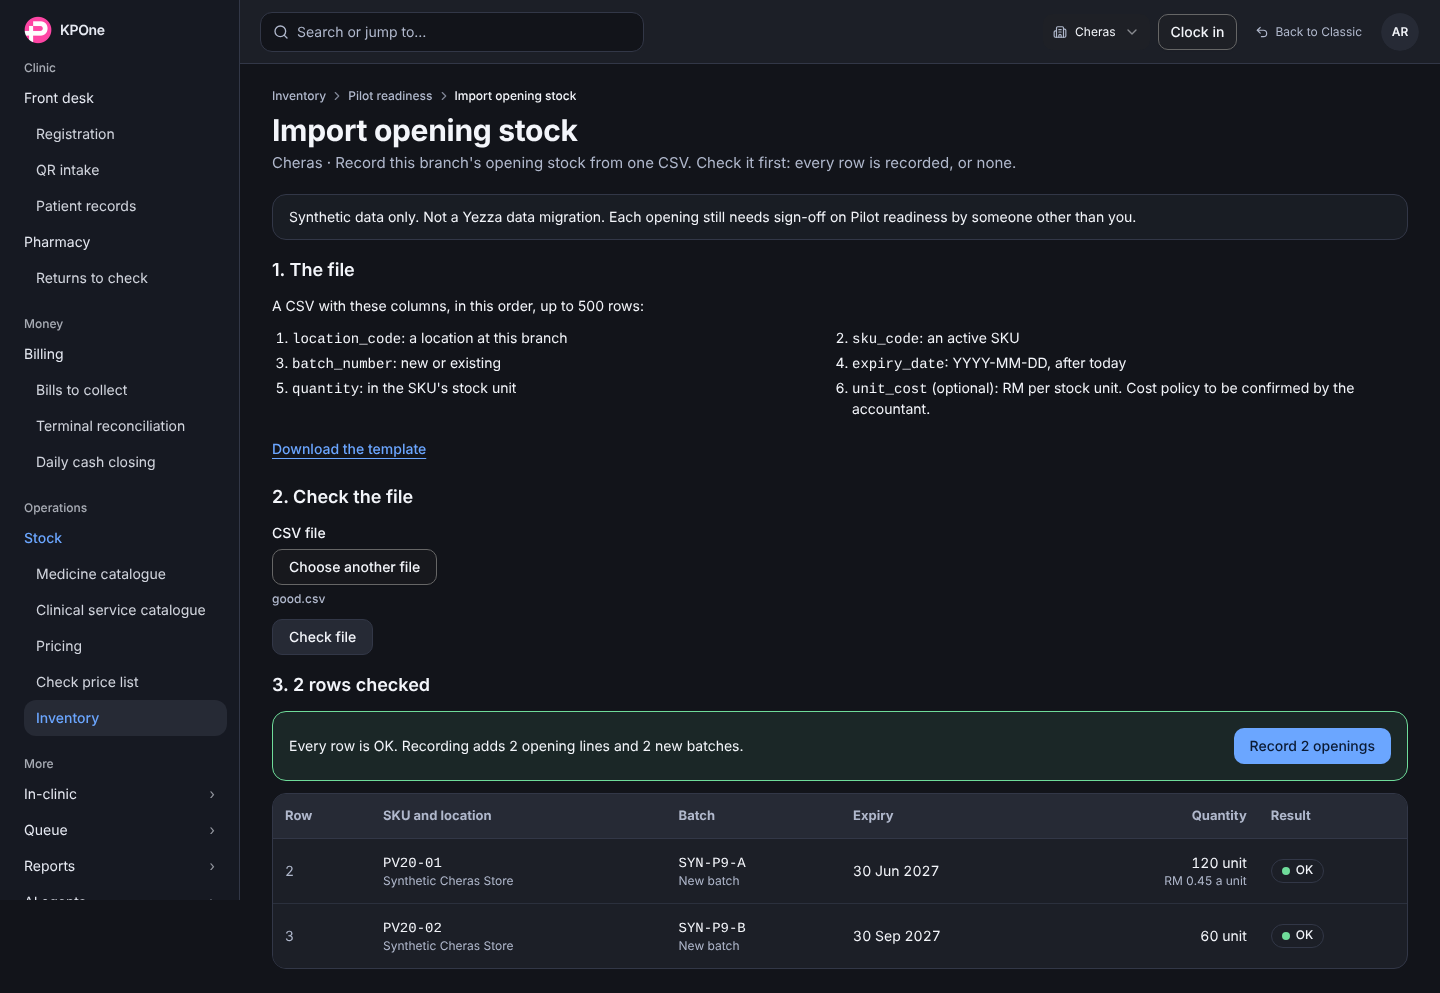 KPOne
Clinic
Front desk
Registration
QR intake
Patient records
Pharmacy
Returns to check
Money
Billing
Bills to collect
Terminal reconciliation
Daily cash closing
Operations
Stock
Medicine catalogue
Clinical service catalogue
Pricing
Check price list
Inventory
More
In-clinic
Queue
Reports
Search or jump to...
Cheras
Clock in
Back to Classic
AR
Inventory > Pilot readiness > Import opening stock
Import opening stock
Cheras · Record this branch's opening stock from one CSV. Check it first: every row is recorded, or none.
Synthetic data only. Not a Yezza data migration. Each opening still needs sign-off on Pilot readiness by someone other than you.
1. The file
A CSV with these columns, in this order, up to 500 rows:
1. location_code: a location at this branch
2. sku_code: an active SKU
3. batch_number: new or existing
4. expiry_date: YYYY-MM-DD, after today
5. quantity: in the SKU's stock unit
6. unit_cost (optional): RM per stock unit. Cost policy to be confirmed by the
accountant.
Download the template
2. Check the file
CSV file
Choose another file
good.csv
Check file
3. 2 rows checked
Every row is OK. Recording adds 2 opening lines and 2 new batches.
Record 2 openings
Row SKU and location Batch Expiry Quantity Result
2 PV20-01 SYN-P9-A 30 Jun 2027 120 unit OK
Synthetic Cheras Store New batch RM 0.45 a unit
3 PV20-02 SYN-P9-B 30 Sep 2027 60 unit OK
Synthetic Cheras Store New batch